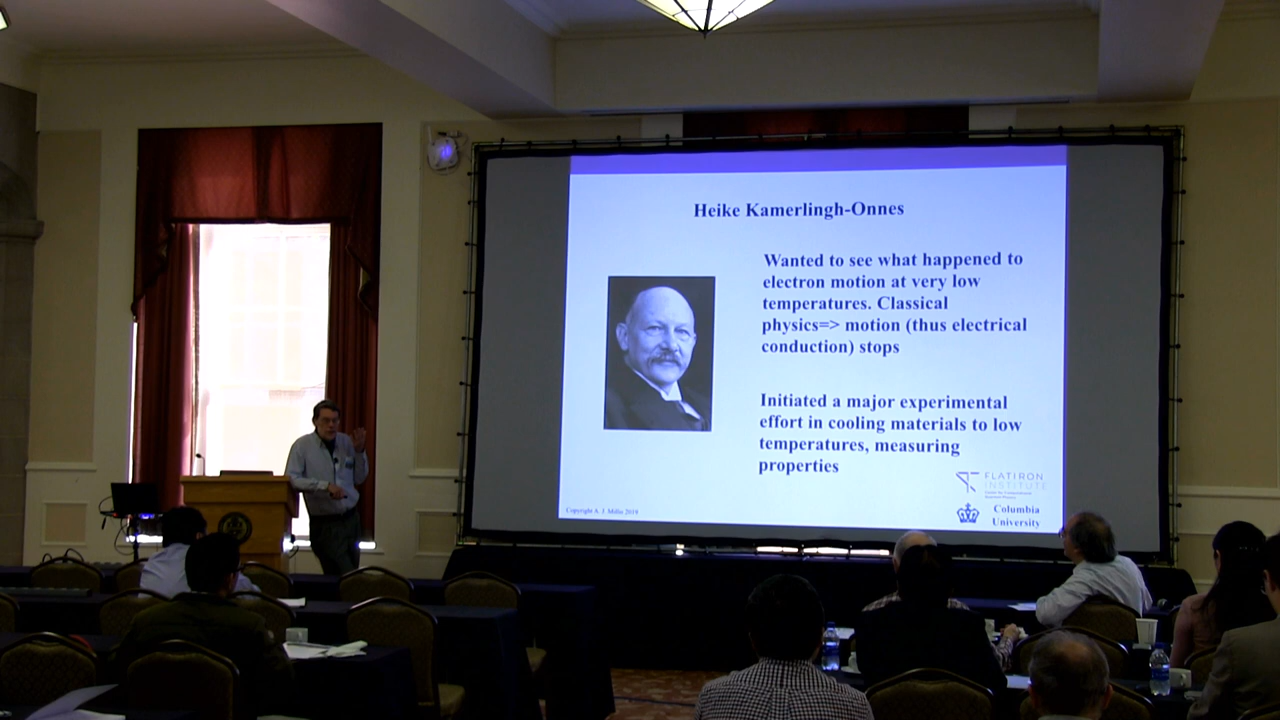 Heike Kamerlingh-Onnes
Wanted to see what happened to
electron motion at very low
temperatures. Classical
physics=> motion (thus electrical
conduction) stops
Initiated a major experimental
effort in cooling materials to low
temperatures, measuring
properties
FLATIRON
INSTITUTE
Center for Computational
Quantum Physics
Columbia
University
Copyright A. J. Millis 2019